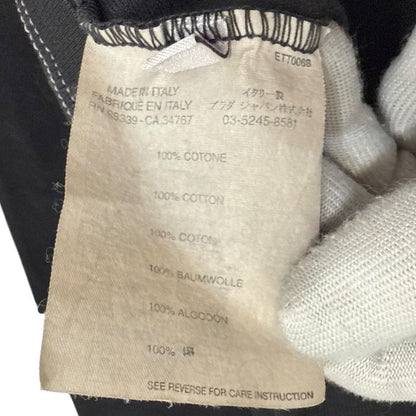 ETT006S
MADE IN ITALY
FABRIQUE EN ITALY
RN 99339-CA 34767
イタリー製
プラダ ジャパン株式会社
03-5245-8581
100% COTONE
100% COTTON
100% COTON
100% BAUMWOLLE
100% ALGODON
100% 綿
SEE REVERSE FOR CARE INSTRUCTION